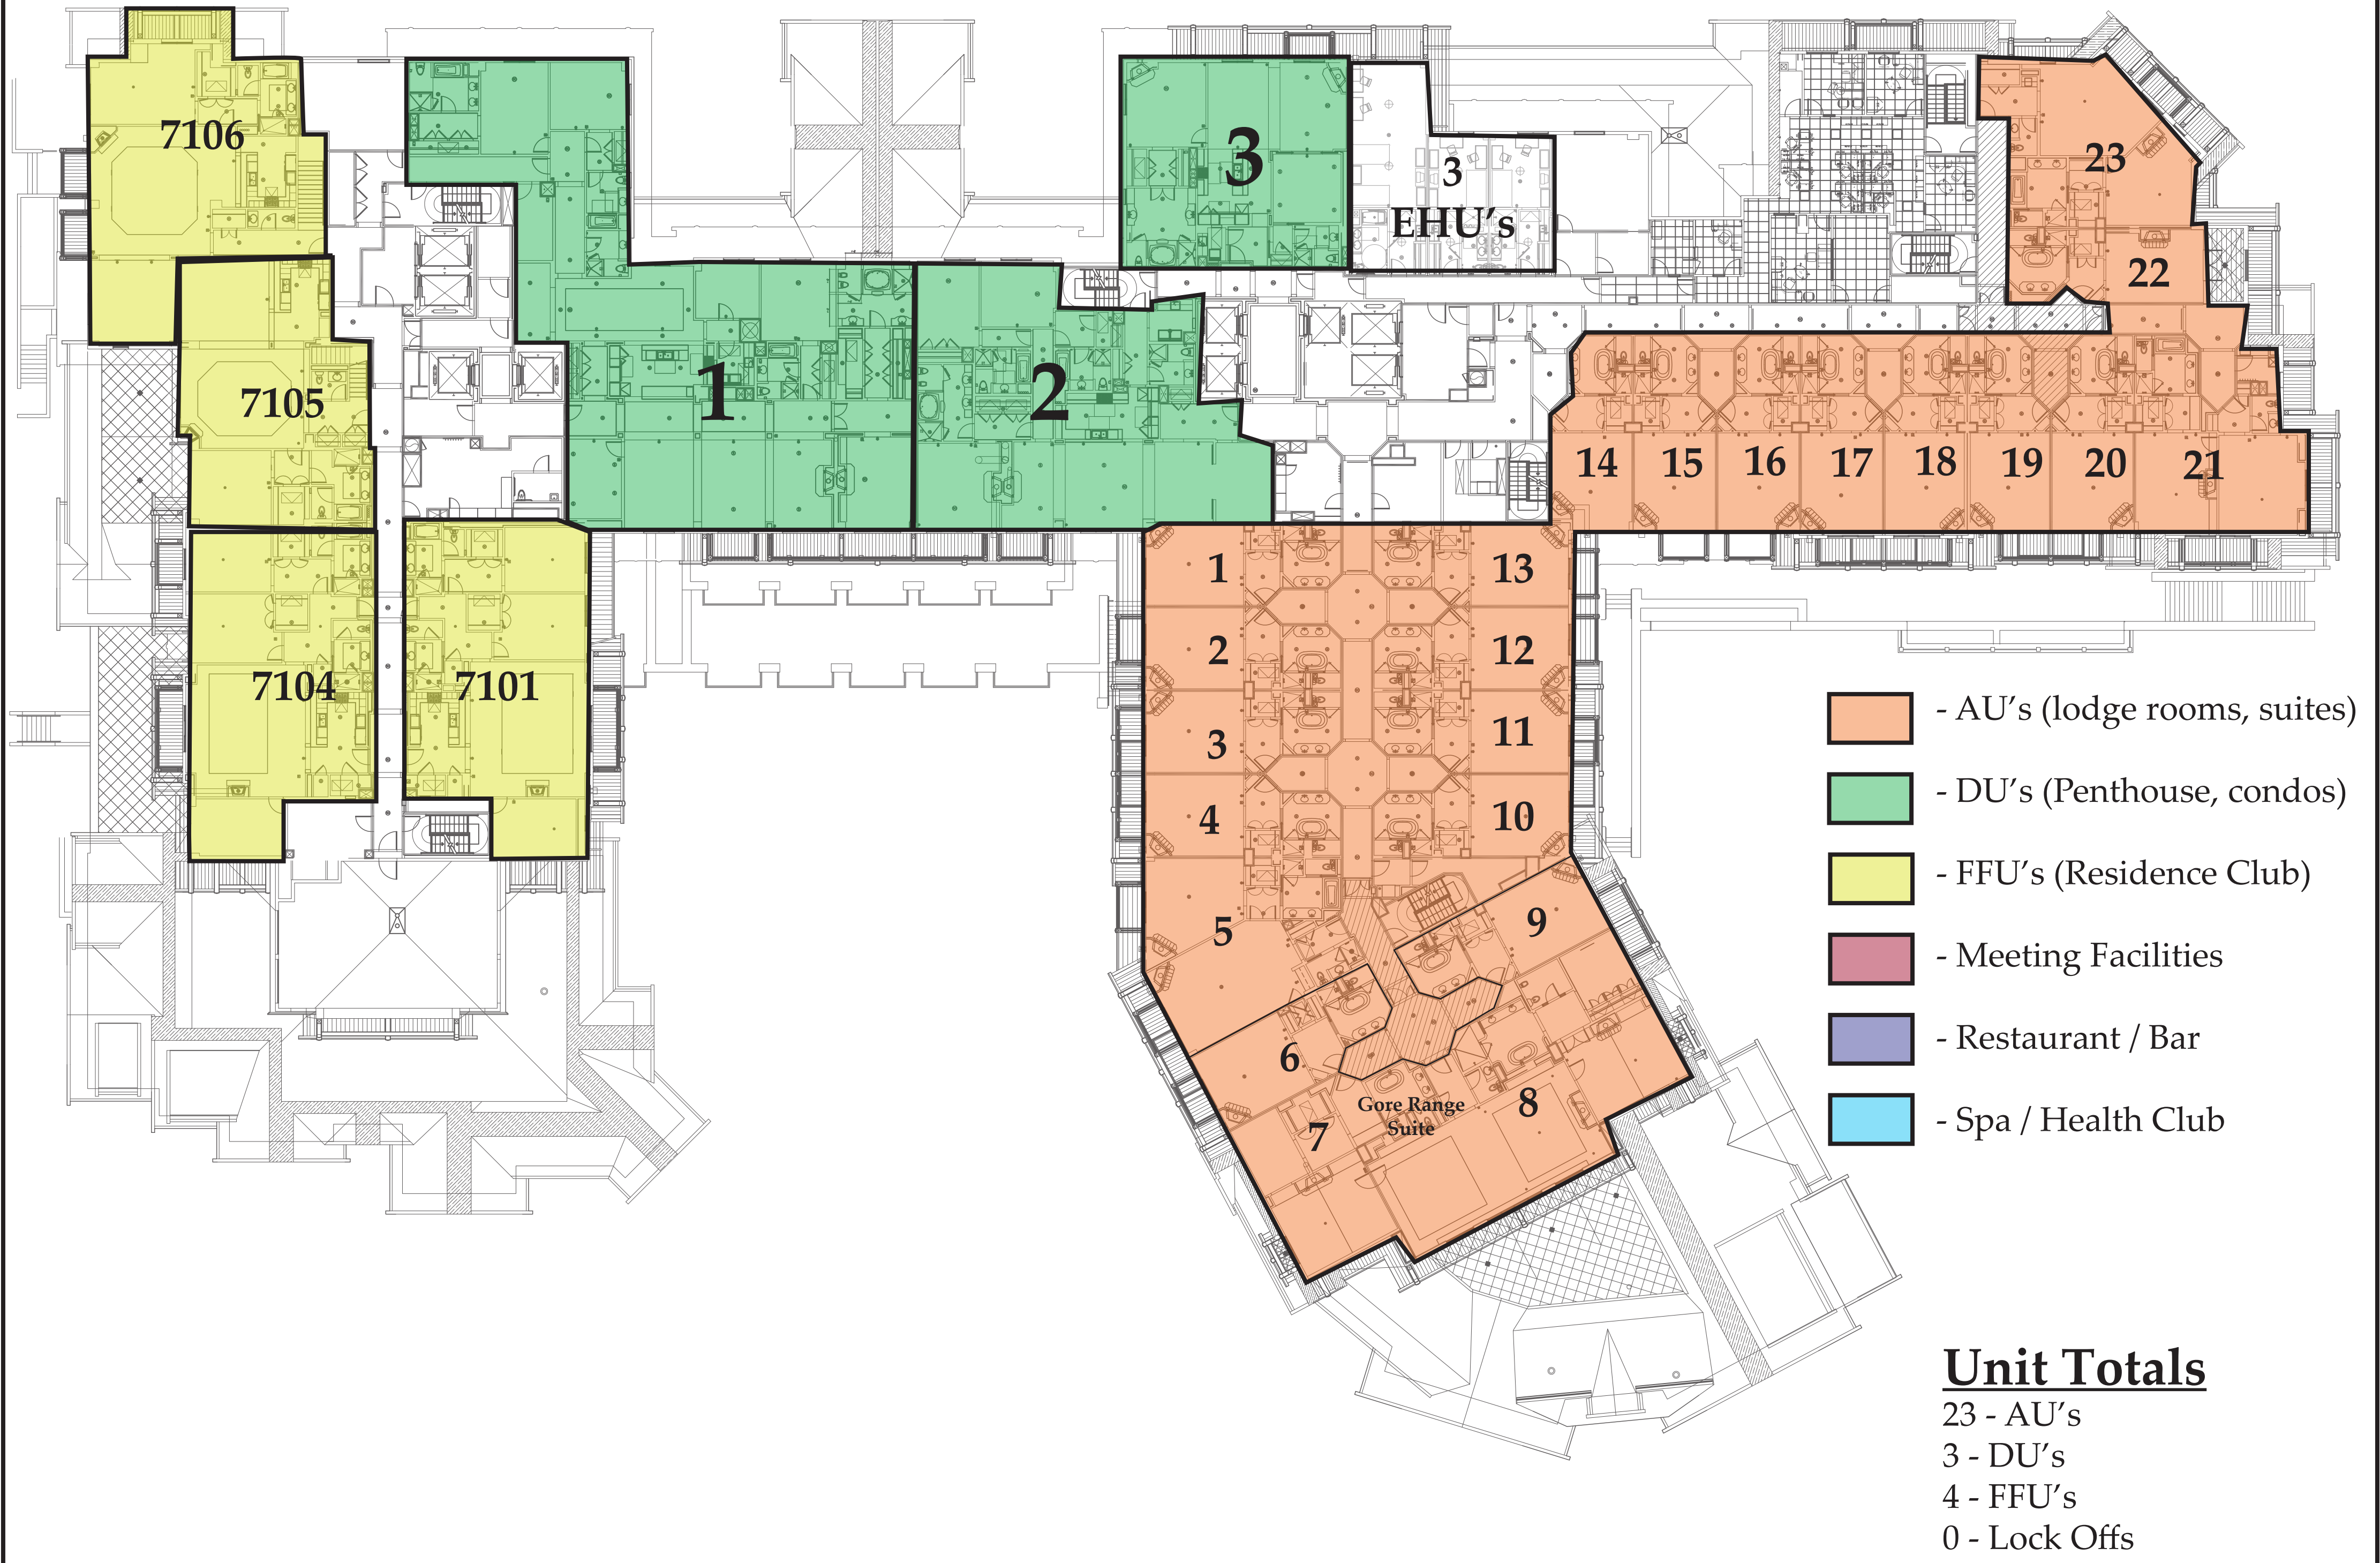 7106
3
3
EHU's
23
22
7105
1
2
14
15
16
17
18
19
20
21
1
13
2
12
7104
7101
3
11
4
10
5
9
6
7
Gore Range
Suite
8
- AU's (lodge rooms, suites)
- DU's (Penthouse, condos)
- FFU's (Residence Club)
- Meeting Facilities
- Restaurant / Bar
- Spa / Health Club
Unit Totals
23 - AU's
3 - DU's
4 - FFU's
0 - Lock Offs